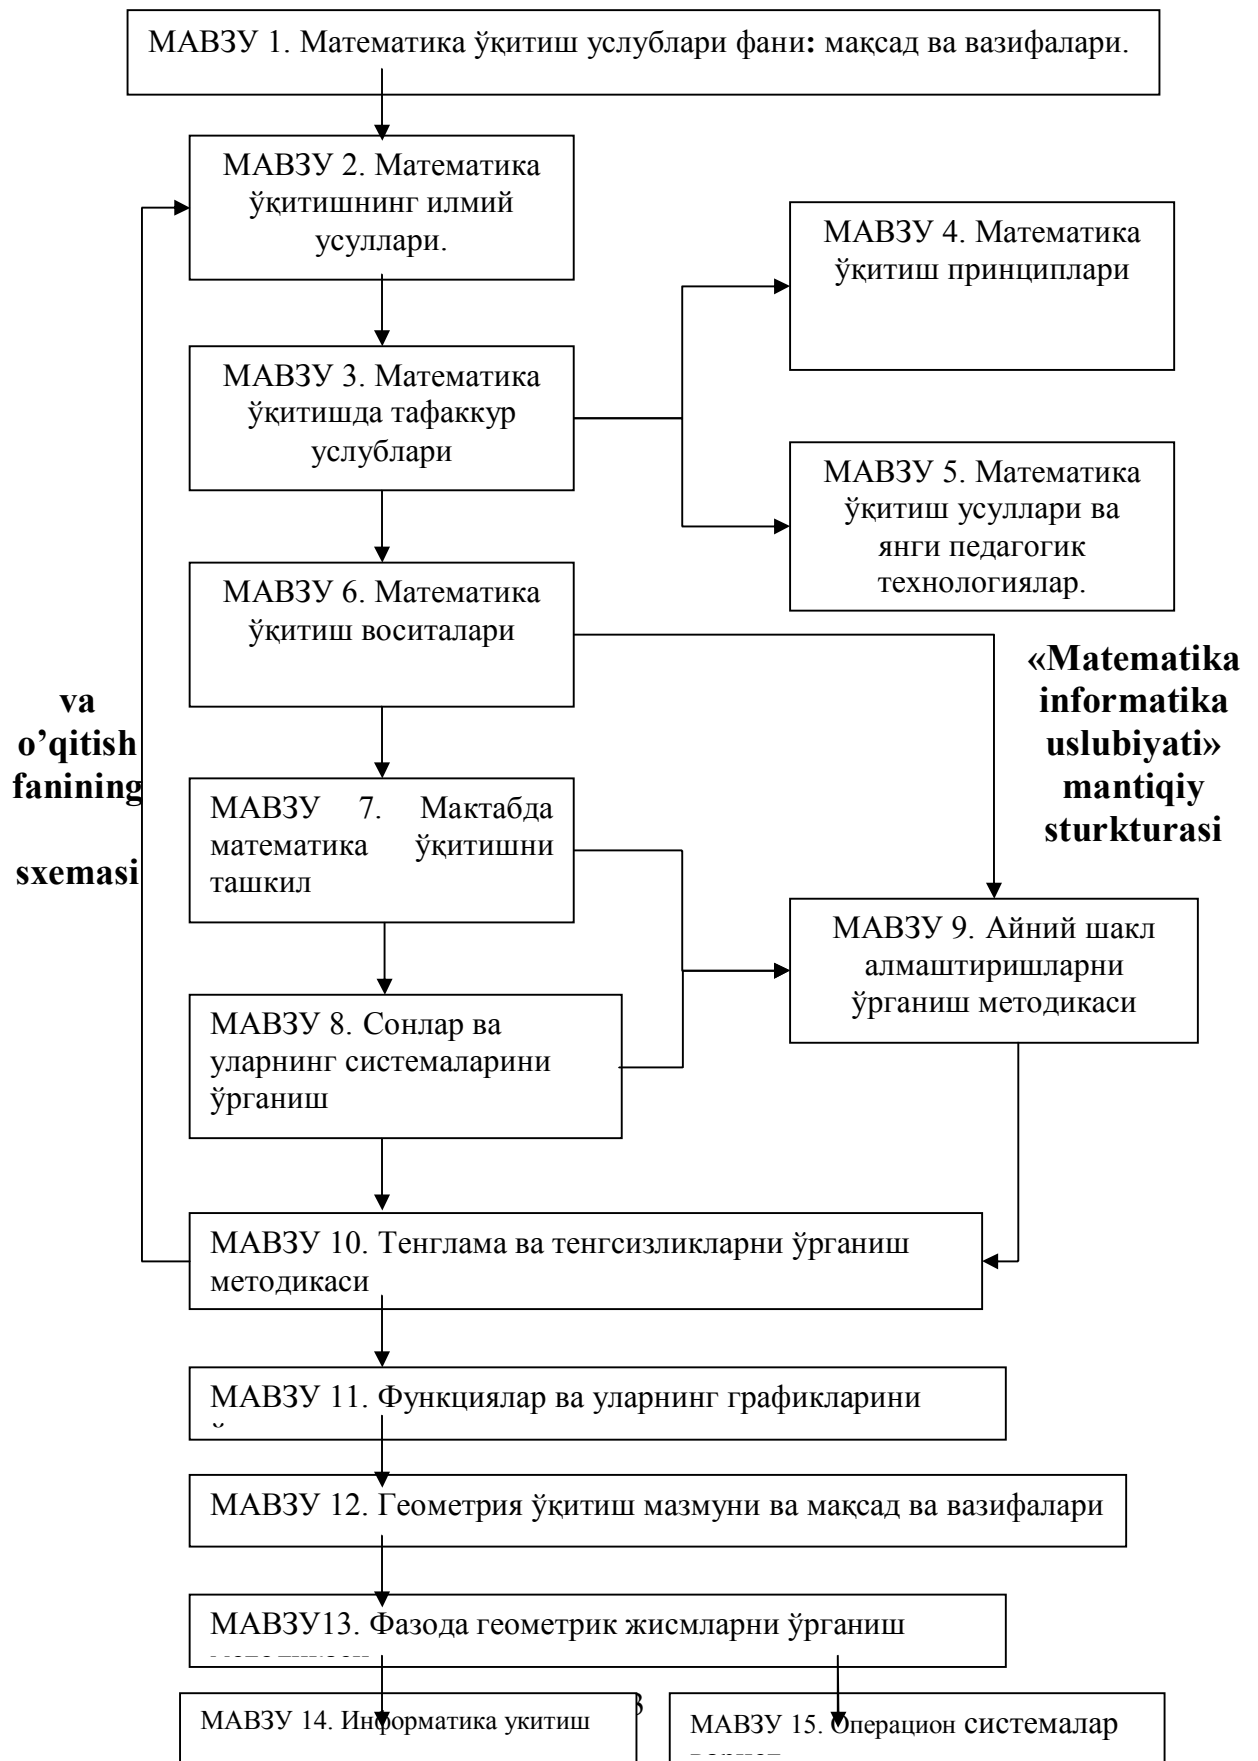 МАВЗУ 1. Математика ўқитиш услублари фани: мақсад ва вазифалари.
МАВЗУ 2. Математика
ўқитишнинг илмий
усуллари.
МАВЗУ 4. Математика
ўқитиш принциплари
МАВЗУ 3. Математика
ўқитишда тафаккур
услублари
МАВЗУ 5. Математика
ўқитиш усуллари ва
янги педагогик
технологиялар.
МАВЗУ 6. Математика
ўқитиш воситалари
«Matematika
informatika
uslubiyati»
mantiqiy
sturkturasi
va
o’qitish
fanining
sxemasi
МАВЗУ 7. Мактабда
математика ўқитишни
ташкил
МАВЗУ 9. Айний шакл
алмаштиришларни
ўрганиш методикаси
МАВЗУ 8. Сонлар ва
уларнинг системаларини
ўрганиш
МАВЗУ 10. Тенглама ва тенгсизликларни ўрганиш
методикаси
МАВЗУ 11. Функциялар ва уларнинг графикларини
МАВЗУ 12. Геометрия ўқитиш мазмуни ва мақсад ва вазифалари
МАВЗУ13. Фазода геометрик жисмларни ўрганиш
МАВЗУ 14. Информатика укитиш
МАВЗУ 15. Операцион системалар